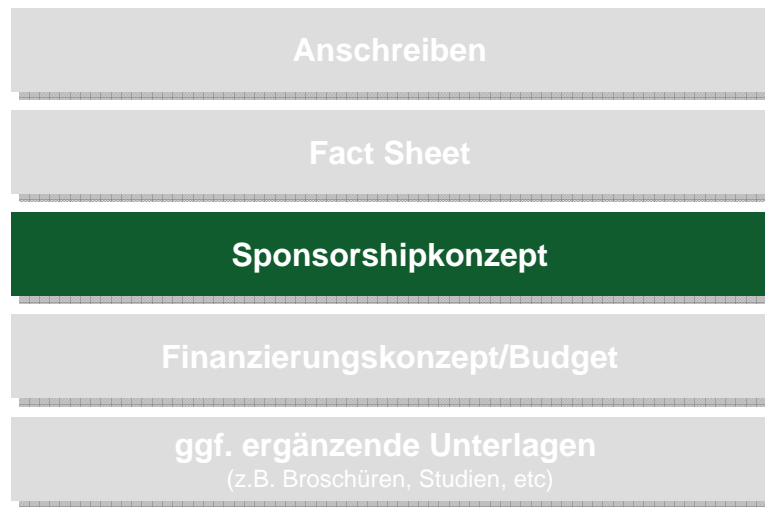 Anschreiben
Fact Sheet
Sponsorshipkonzept
Finanzierungskonzept/Budget
ggf. ergänzende Unterlagen
(z.B. Broschüren, Studien, etc)